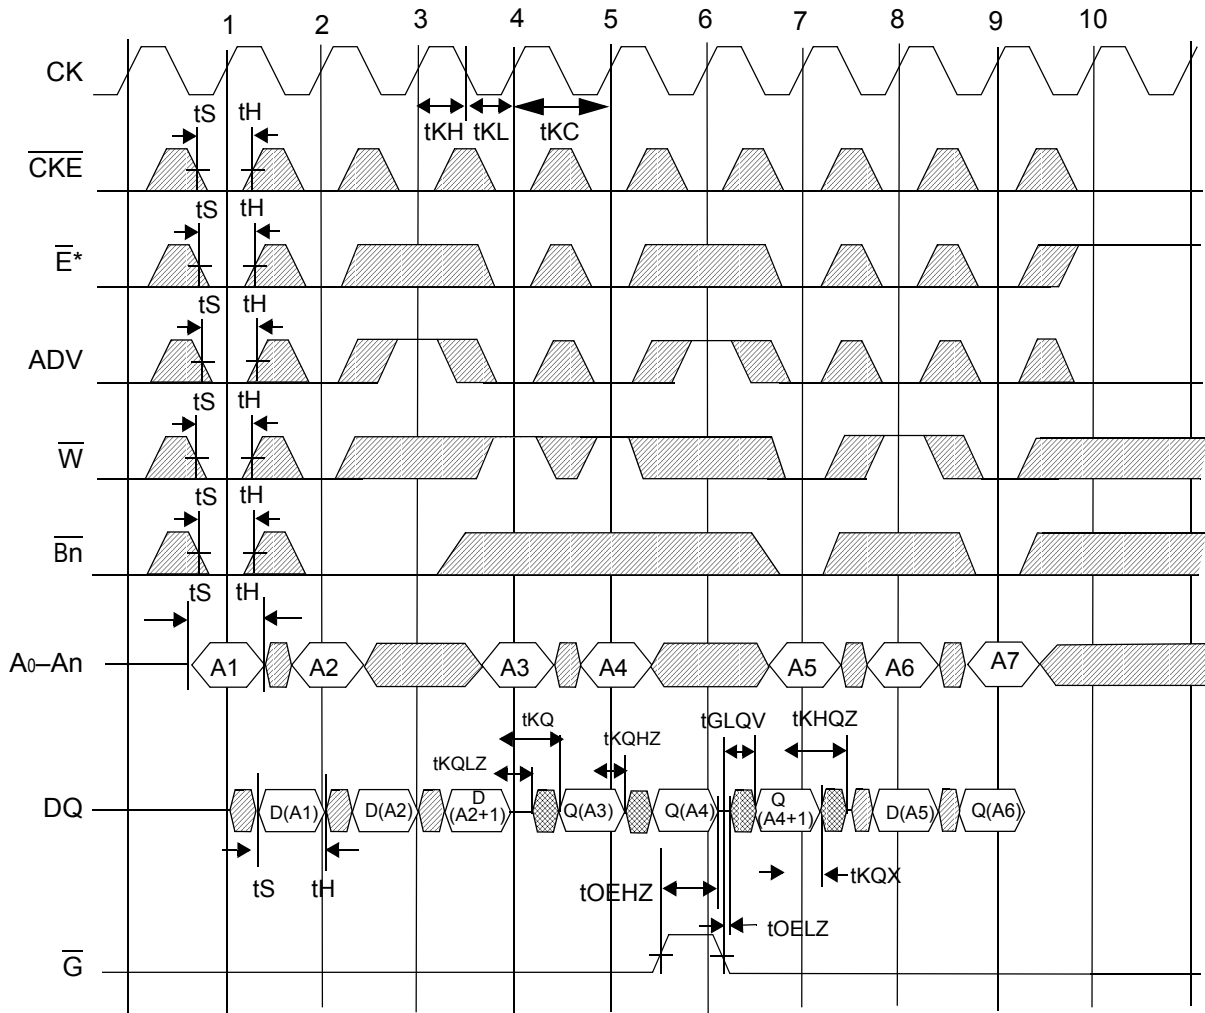 1 2 3 4 5 6 7 8 9 10
CK
tS tH tKH tKL tKC
CKE
tS tH
E*
tS tH
ADV
tS tH
W
tS tH
Bn
tS tH
A0–An A1 A2 A3 A4 A5 A6 A7
tKQ tGLQV tKHQZ
tKQLZ tKQHZ
DQ D(A1) D(A2) D (A2+1) Q(A3) Q(A4) Q (A4+1) D(A5) Q(A6)
tS tH tOEHZ tKQX
tOELZ
G